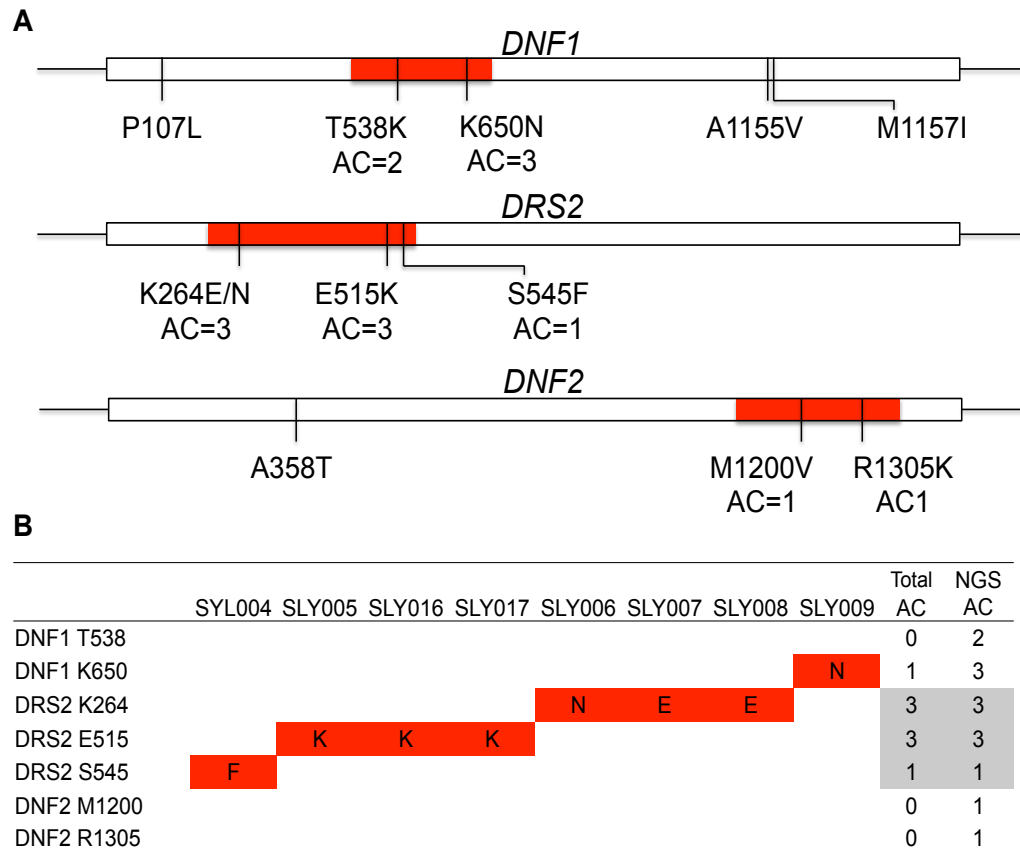 A
DNF1
P107L T538K K650N A1155V M1157I
AC=2 AC=3
DRS2
K264E/N E515K S545F
AC=3 AC=3 AC=1
DNF2
A358T M1200V R1305K
AC=1 AC1
B
Total NGS
SYL004 SLY005 SLY016 SLY017 SLY006 SLY007 SLY008 SLY009 AC AC
DNF1 T538 0 2
DNF1 K650 N 1 3
DRS2 K264 N E E 3 3
DRS2 E515 K K K 3 3
DRS2 S545 F 1 1
DNF2 M1200 0 1
DNF2 R1305 0 1